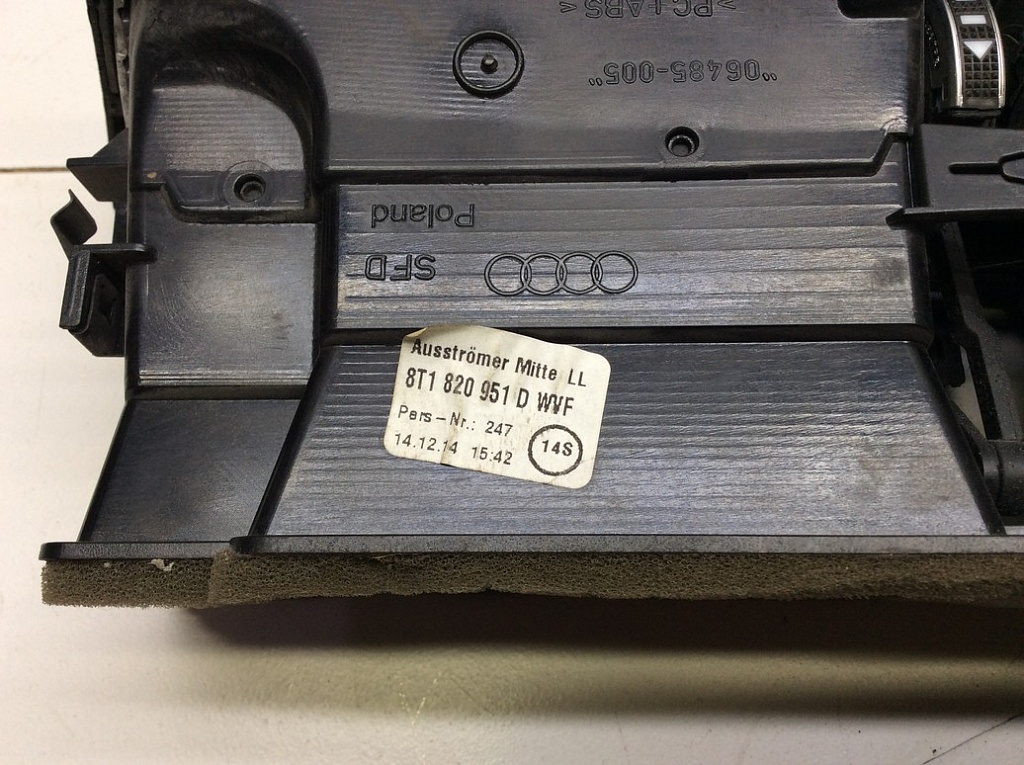 >PC+ABS<
"06485-005"
Poland
SFD
Ausströmer Mitte LL
8T1 820 951 D WVF
Pers-Nr.: 247
14.12.14 15:42
14S